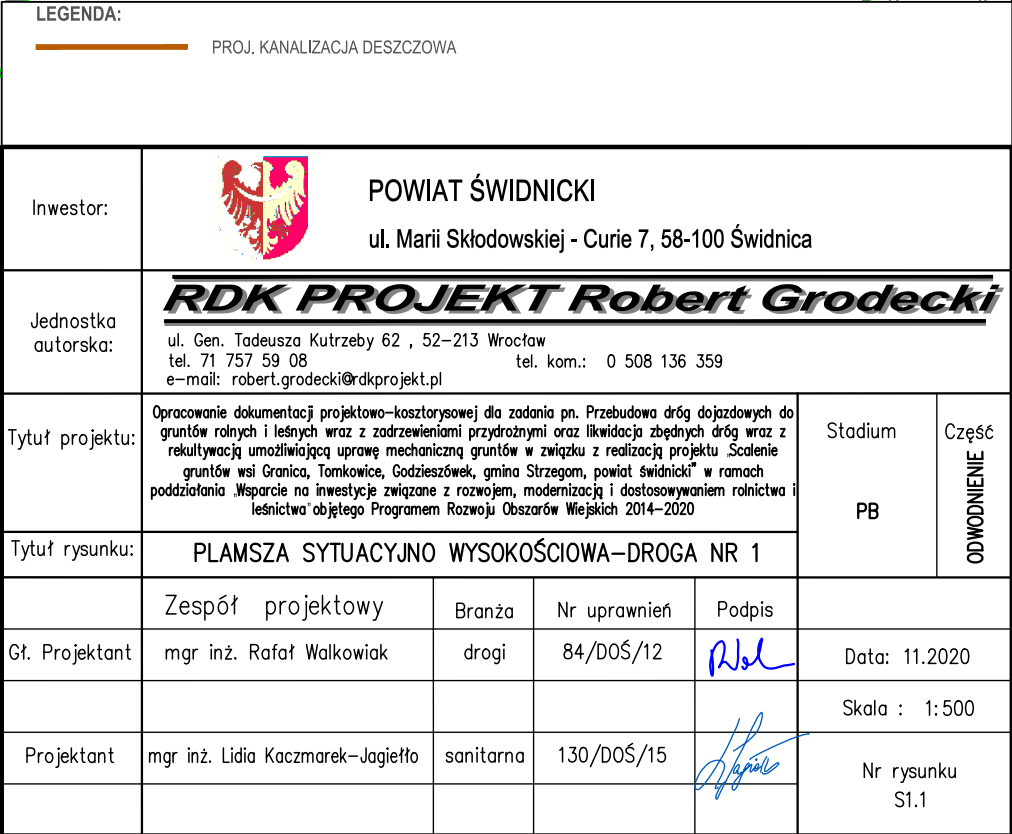 LEGENDA:
PROJ. KANALIZACJA DESZCZOWA
Inwestor:
POWIAT ŚWIDNICKI
ul. Marii Skłodowskiej - Curie 7, 58-100 Świdnica
Jednostka
autorska:
RDK PROJEKT Robert Grodecki
ul. Gen. Tadeusza Kutrzeby 62 , 52-213 Wrocław
tel. 71 757 59 08 tel. kom.: 0 508 136 359
e-mail: robert.grodecki@rdkprojekt.pl
Tytuł projektu:
Opracowanie dokumentacji projektowo-kosztorysowej dla zadania pn. Przebudowa dróg dojazdowych do
gruntów rolnych i leśnych wraz z zadrzewieniami przydrożnymi oraz likwidacja zbędnych dróg wraz z
rekultywacją umożliwiającą uprawę mechaniczną gruntów w związku z realizacją projektu „Scalenie
gruntów wsi Granica, Tomkowice, Godzieszówek, gmina Strzegom, powiat świdnicki" w ramach
poddziałania „Wsparcie na inwestycje związane z rozwojem, modernizacją i dostosowywaniem rolnictwa i
leśnictwa"objętego Programem Rozwoju Obszarów Wiejskich 2014-2020
Stadium
PB
Część
ODWODNIENIE
Tytuł rysunku:
PLAMSZA SYTUACYJNO WYSOKOŚCIOWA-DROGA NR 1
Zespół projektowy Branża Nr uprawnień Podpis
Gł. Projektant mgr inż. Rafał Walkowiak drogi 84/DOŚ/12
Data: 11.2020
Skala : 1:500
Projektant mgr inż. Lidia Kaczmarek-Jagiełło sanitarna 130/DOŚ/15
Nr rysunku
S1.1